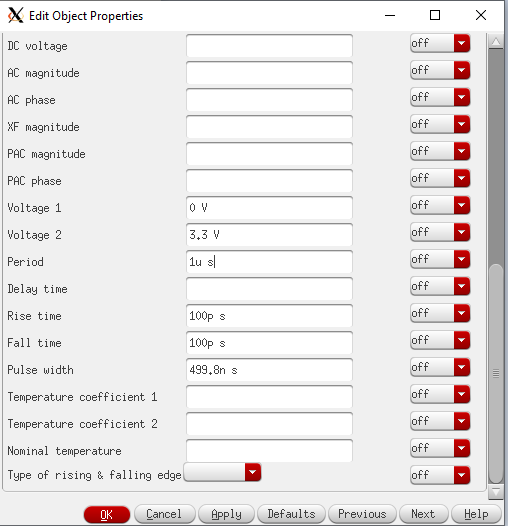 Edit Object Properties
DC voltage off
AC magnitude off
AC phase off
XF magnitude off
PAC magnitude off
PAC phase off
Voltage 1 0 V off
Voltage 2 3.3 V off
Period 1u s off
Delay time off
Rise time 100p s off
Fall time 100p s off
Pulse width 499.8n s off
Temperature coefficient 1 off
Temperature coefficient 2 off
Nominal temperature off
Type of rising & falling edge off
OK Cancel Apply Defaults Previous Next Help